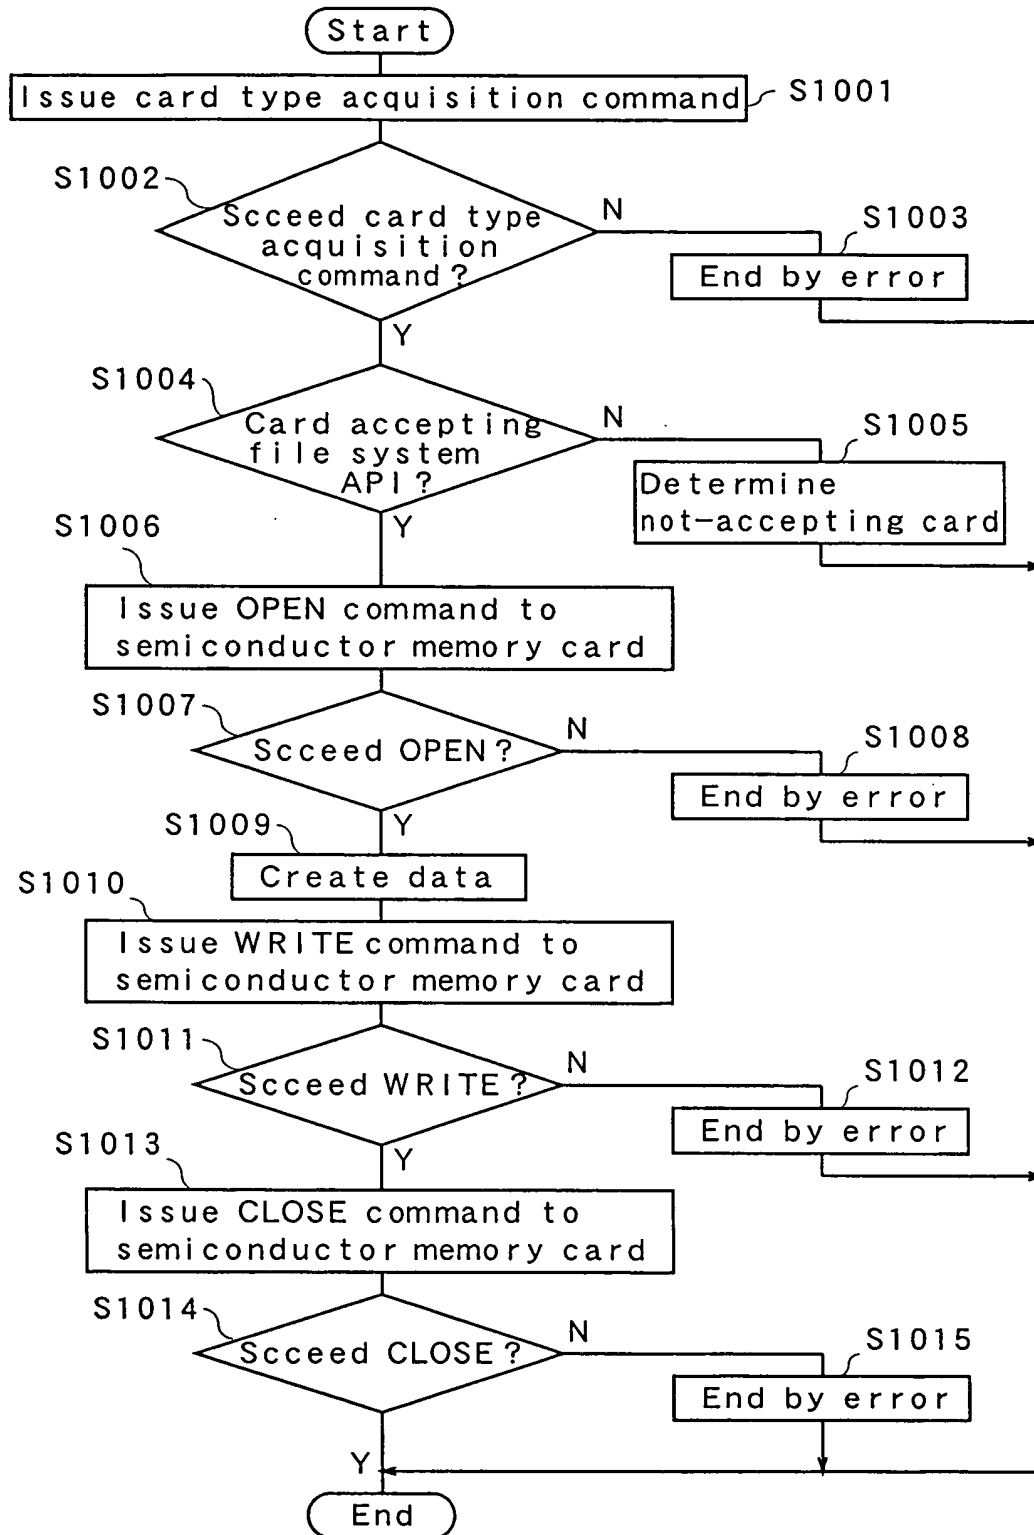 Start
Issue card type acquisition command
S1001
S1002
Scceed card type
acquisition
command?
N
S1003
End by error
Y
S1004
Card accepting
file system
API?
N
S1005
Determine
not-accepting card
Y
S1006
Issue OPEN command to
semiconductor memory card
S1007
Scceed OPEN?
N
S1008
End by error
Y
S1009
Create data
S1010
Issue WRITE command to
semiconductor memory card
S1011
Scceed WRITE?
N
S1012
End by error
Y
S1013
Issue CLOSE command to
semiconductor memory card
S1014
Scceed CLOSE?
N
S1015
End by error
Y
End